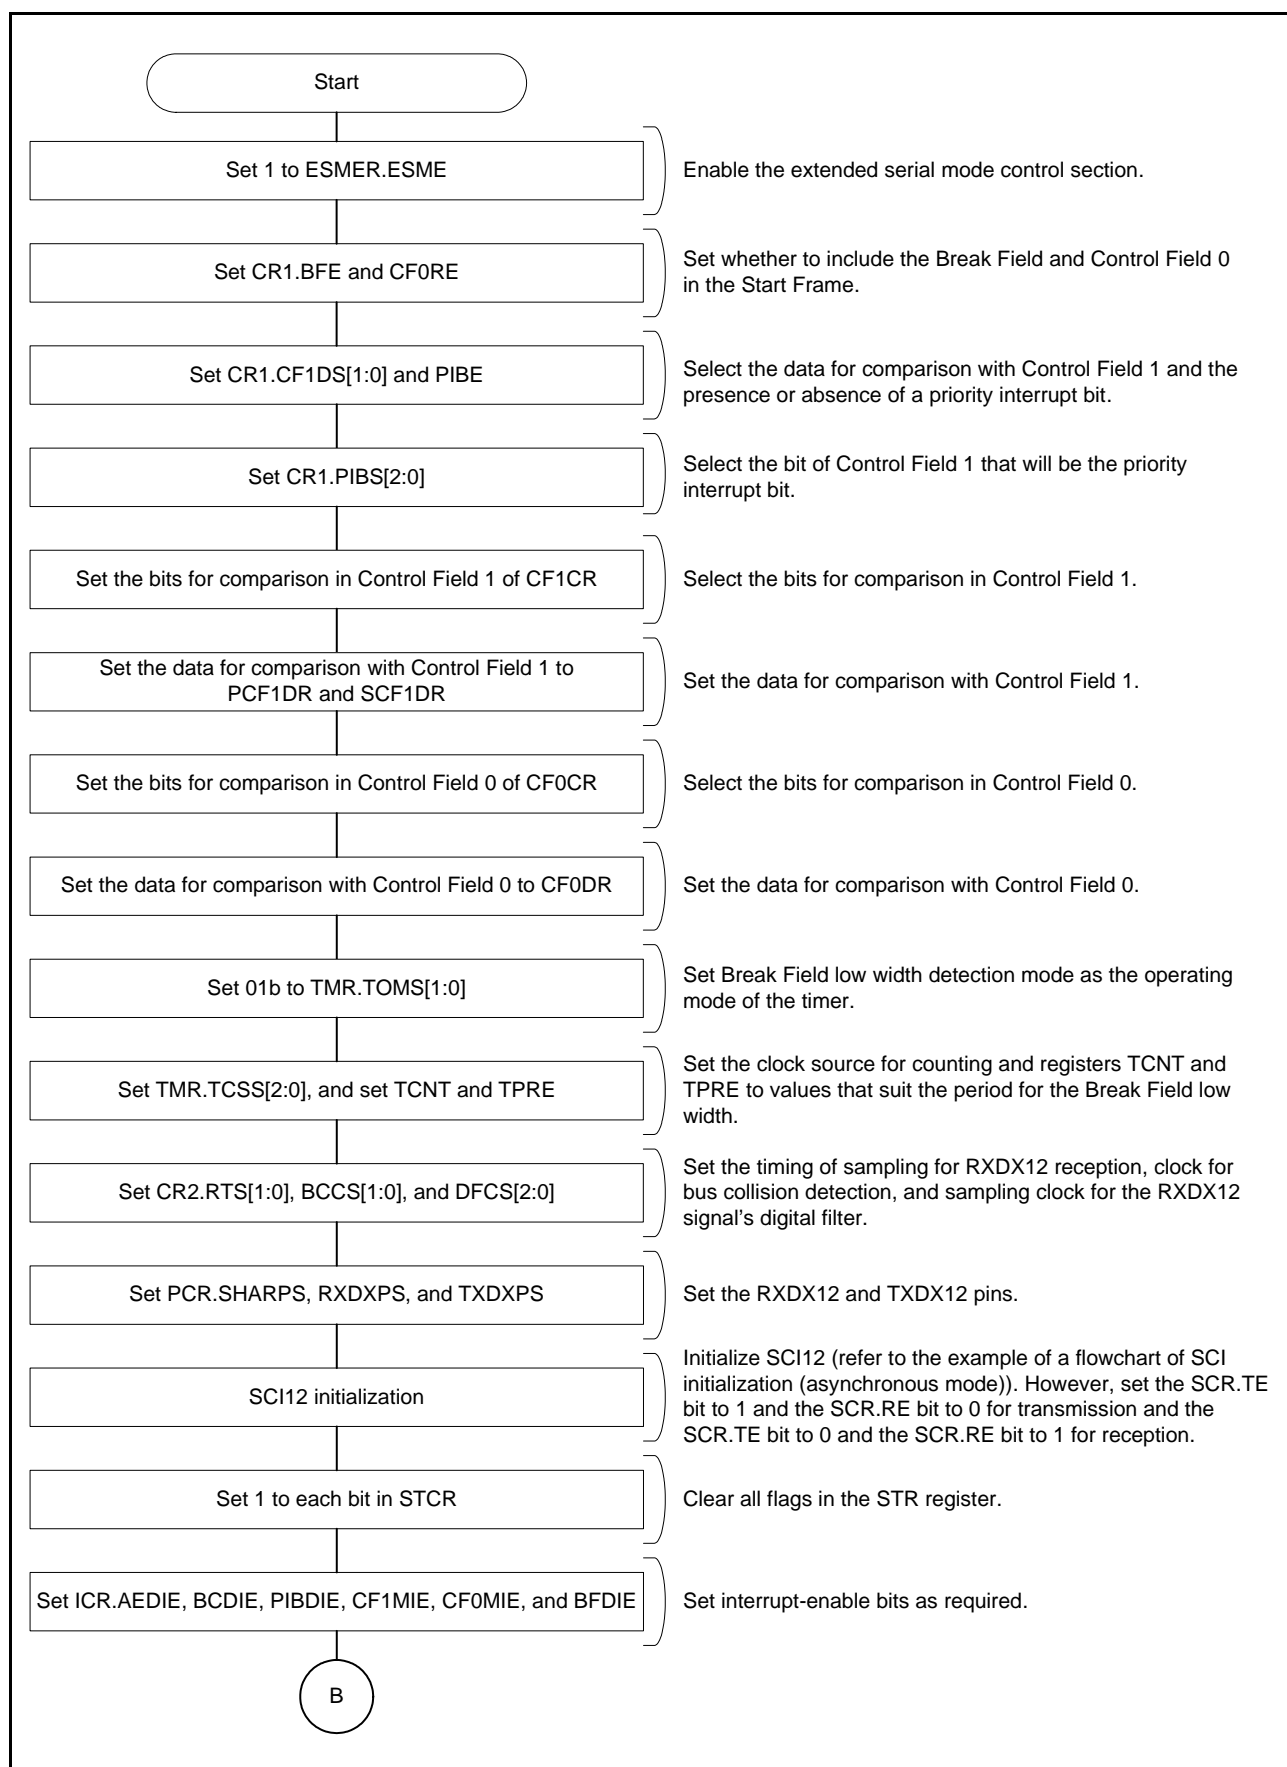 Start
Set 1 to ESMER.ESME
Enable the extended serial mode control section.
Set CR1.BFE and CF0RE
Set whether to include the Break Field and Control Field 0
in the Start Frame.
Set CR1.CF1DS[1:0] and PIBE
Select the data for comparison with Control Field 1 and the
presence or absence of a priority interrupt bit.
Set CR1.PIBS[2:0]
Select the bit of Control Field 1 that will be the priority
interrupt bit.
Set the bits for comparison in Control Field 1 of CF1CR
Select the bits for comparison in Control Field 1.
Set the data for comparison with Control Field 1 to
PCF1DR and SCF1DR
Set the data for comparison with Control Field 1.
Set the bits for comparison in Control Field 0 of CF0CR
Select the bits for comparison in Control Field 0.
Set the data for comparison with Control Field 0 to CF0DR
Set the data for comparison with Control Field 0.
Set 01b to TMR.TOMS[1:0]
Set Break Field low width detection mode as the operating
mode of the timer.
Set TMR.TCSS[2:0], and set TCNT and TPRE
Set the clock source for counting and registers TCNT and
TPRE to values that suit the period for the Break Field low
width.
Set CR2.RTS[1:0], BCCS[1:0], and DFCS[2:0]
Set the timing of sampling for RXDX12 reception, clock for
bus collision detection, and sampling clock for the RXDX12
signal’s digital filter.
Set PCR.SHARPS, RXDXPS, and TXDXPS
Set the RXDX12 and TXDX12 pins.
SCI12 initialization
Initialize SCI12 (refer to the example of a flowchart of SCI
initialization (asynchronous mode)). However, set the SCR.TE
bit to 1 and the SCR.RE bit to 0 for transmission and the
SCR.TE bit to 0 and the SCR.RE bit to 1 for reception.
Set 1 to each bit in STCR
Clear all flags in the STR register.
Set ICR.AEDIE, BCDIE, PIBDIE, CF1MIE, CF0MIE, and BFDIE
Set interrupt-enable bits as required.
B